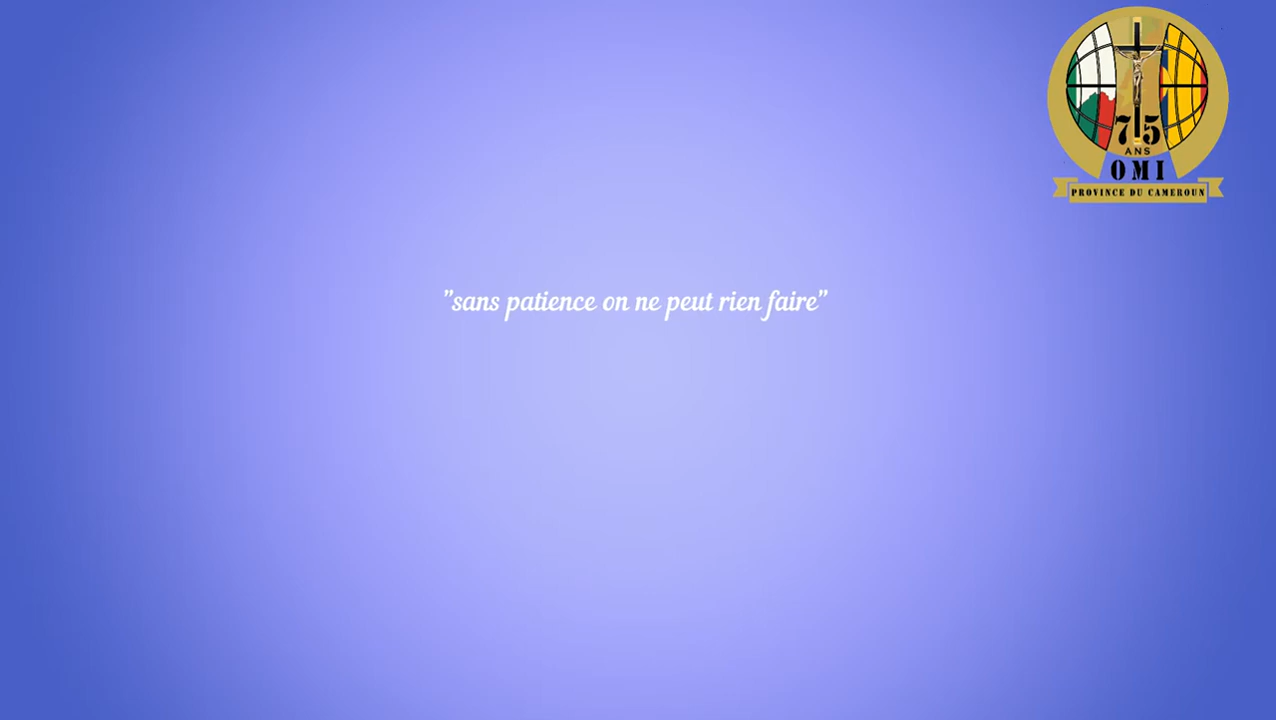 75
ANS
OMI
PROVINCE DU CAMEROUN
"sans patience on ne peut rien faire"